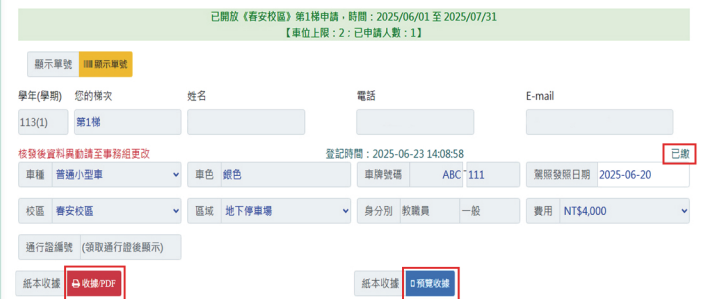 已開放《春安校區》第1梯申請，時間：2025/06/01 至 2025/07/31
【車位上限：2；已申請人數：1】
顯示單號 顯示單號
學年(學期) 您的梯次 姓名 電話 E-mail
113(1) 第1梯
核發後資料異動請至事務組更改 登記時間：2025-06-23 14:08:58 已繳
車種 普通小型車 車色 銀色 車牌號碼 ABC - 111 駕照發照日期 2025-06-20
校區 春安校區 區域 地下停車場 身分別 教職員 一般 費用 NT$4,000
通行證編號 (領取通行證後顯示)
紙本收據 收據/PDF 紙本收據 預覽收據